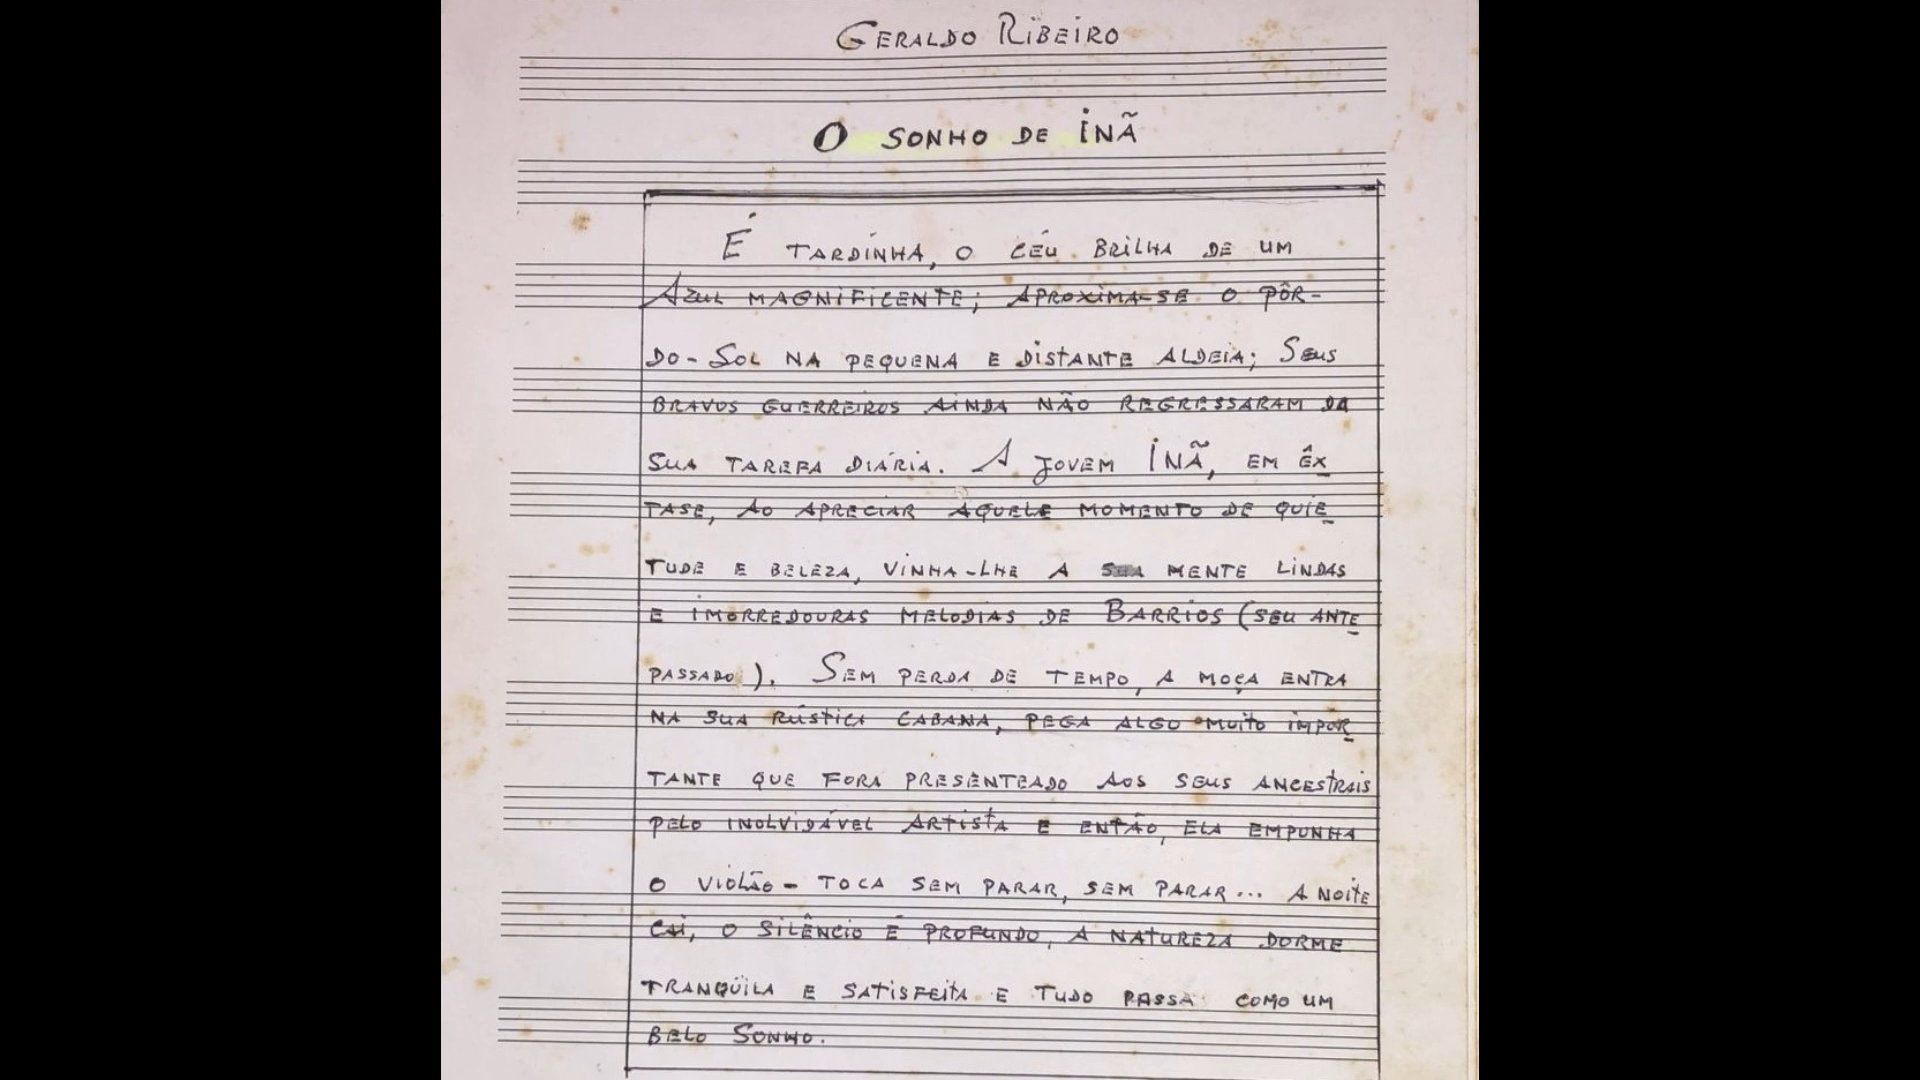 GERALDO RIBEIRO
O SONHO DE INÃ
É TARDINHA, O CÉU BRILHA DE UM
AZUL MAGNIFICENTE; APROXIMA-SE O PÔR-
DO-SOL NA PEQUENA E DISTANTE ALDEIA; SEUS
BRAVOS GUERREIROS AINDA NÃO REGRESSARAM DA
SUA TAREFA DIÁRIA. A JOVEM INÃ, EM ÊX
TASE, AO APRECIAR AQUELE MOMENTO DE QUIE
TUDE E BELEZA, VINHA-LHE A SUA MENTE LINDAS
E IMORREDOURAS MELODIAS DE BARRIOS (SEU ANTE
PASSADO). SEM PERDA DE TEMPO, A MOÇA ENTRA
NA SUA RÚSTICA CABANA, PEGA ALGO MUITO IMPOR
TANTE QUE FORA PRESENTEADO AOS SEUS ANCESTRAIS
PELO INOLVIDÁVEL ARTISTA E ENTÃO, ELA EMPUNHA
O VIOLÃO - TOCA SEM PARAR, SEM PARAR... A NOITE
CAI, O SILÊNCIO É PROFUNDO, A NATUREZA DORME
TRANQÜILA E SATISFEITA E TUDO PASSA COMO UM
BELO SONHO.